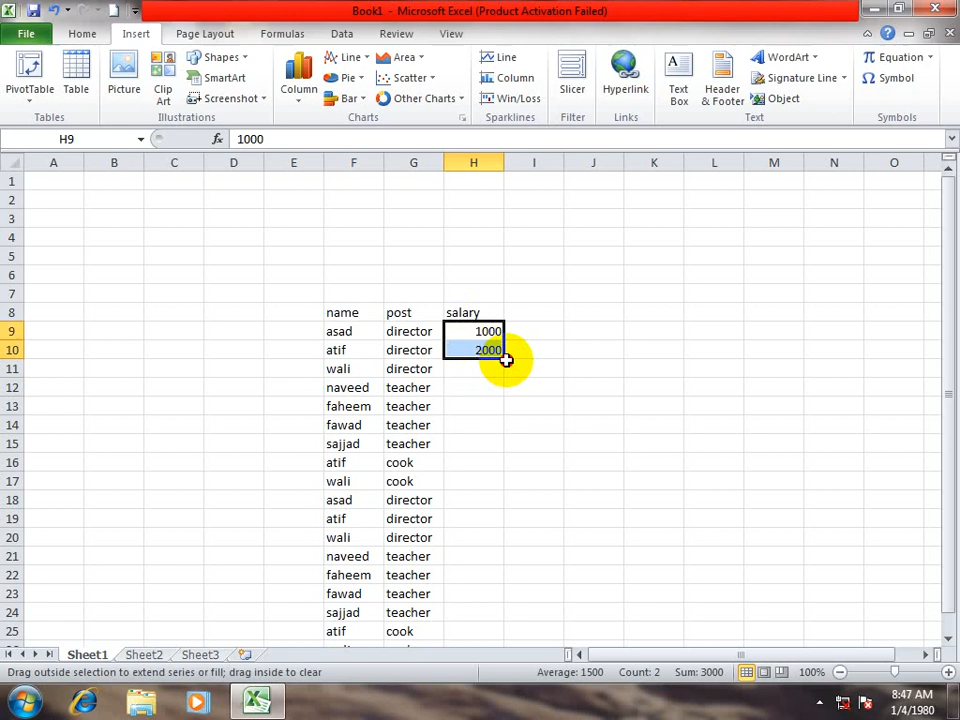 Book1 - Microsoft Excel (Product Activation Failed)
File Home Insert Page Layout Formulas Data Review View
PivotTable Table Picture Clip Art Shapes SmartArt Screenshot Column Line Pie Bar Area Scatter Other Charts Line Column Win/Loss Slicer Hyperlink Text Box Header & Footer WordArt Signature Line Object Equation Symbol
Tables Illustrations Charts Sparklines Filter Links Text Symbols
H9 fx 1000
A B C D E F G H I J K L M N O
1
2
3
4
5
6
7
8 name post salary
9 asad director 1000
10 atif director 2000
11 wali director
12 naveed teacher
13 faheem teacher
14 fawad teacher
15 sajjad teacher
16 atif cook
17 wali cook
18 asad director
19 atif director
20 wali director
21 naveed teacher
22 faheem teacher
23 fawad teacher
24 sajjad teacher
25 atif cook
Sheet1 Sheet2 Sheet3
Drag outside selection to extend series or fill; drag inside to clear Average: 1500 Count: 2 Sum: 3000 100%
8:47 AM
1/4/1980